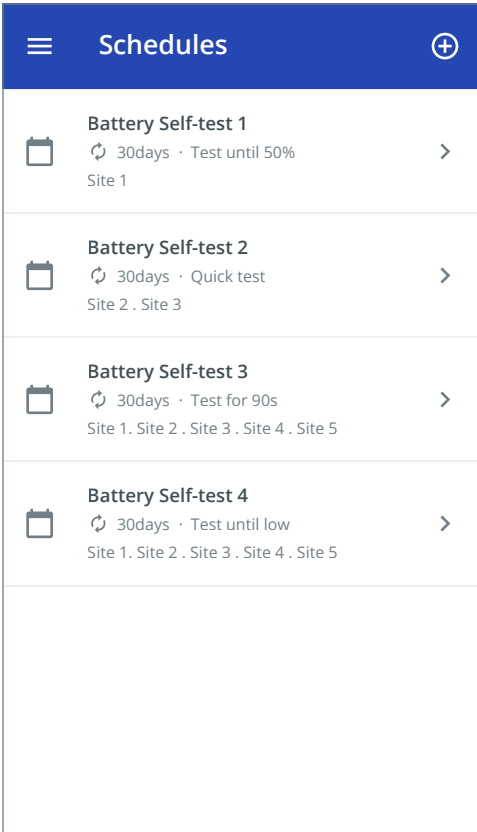 Schedules
Battery Self-test 1
30days · Test until 50%
Site 1
Battery Self-test 2
30days · Quick test
Site 2 . Site 3
Battery Self-test 3
30days · Test for 90s
Site 1. Site 2 . Site 3 . Site 4 . Site 5
Battery Self-test 4
30days · Test until low
Site 1. Site 2 . Site 3 . Site 4 . Site 5